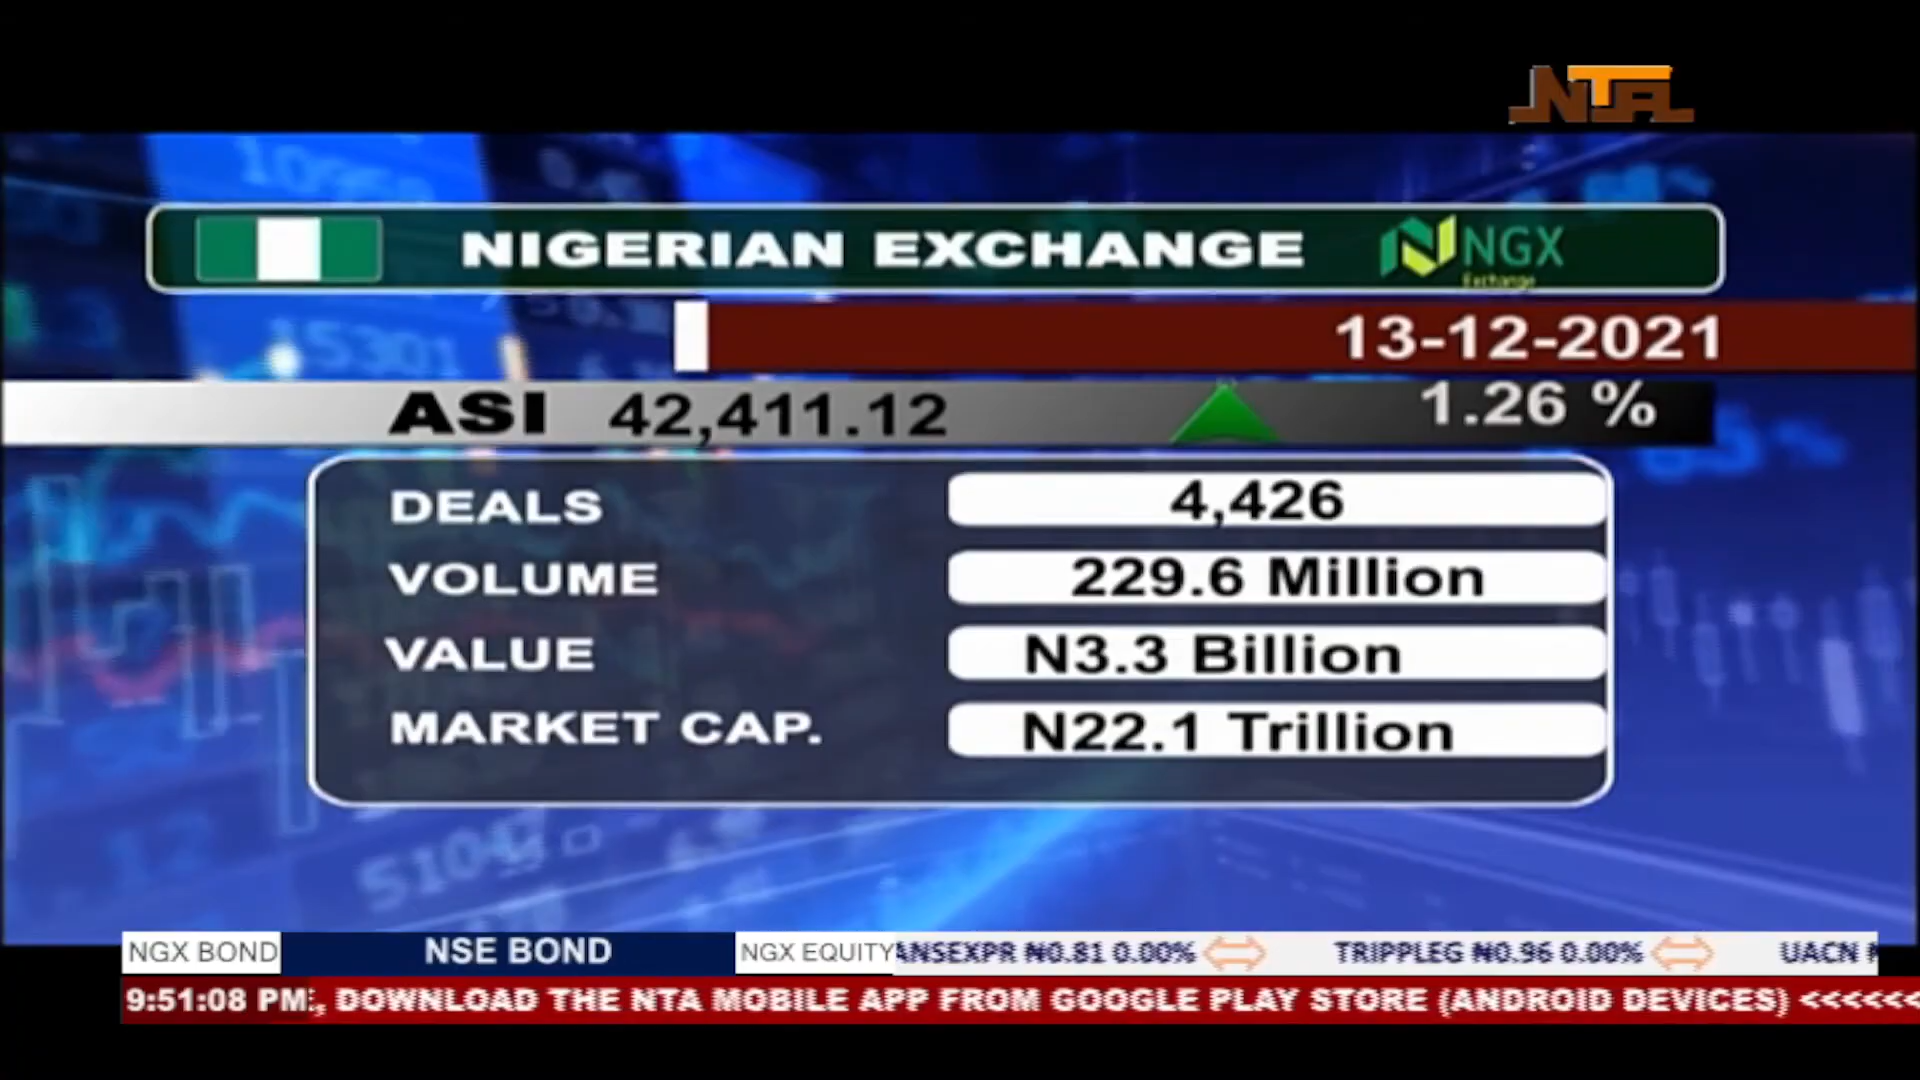 NTA
NIGERIAN EXCHANGE
NGX
Exchange
13-12-2021
ASI 42,411.12 1.26 %
DEALS 4,426
VOLUME 229.6 Million
VALUE N3.3 Billion
MARKET CAP. N22.1 Trillion
NGX BOND NSE BOND NGX EQUITY ANSEXPR ₦0.81 0.00% TRIPPLEG ₦0.96 0.00% UACN
9:51:08 PM , DOWNLOAD THE NTA MOBILE APP FROM GOOGLE PLAY STORE (ANDROID DEVICES) <<<<<<